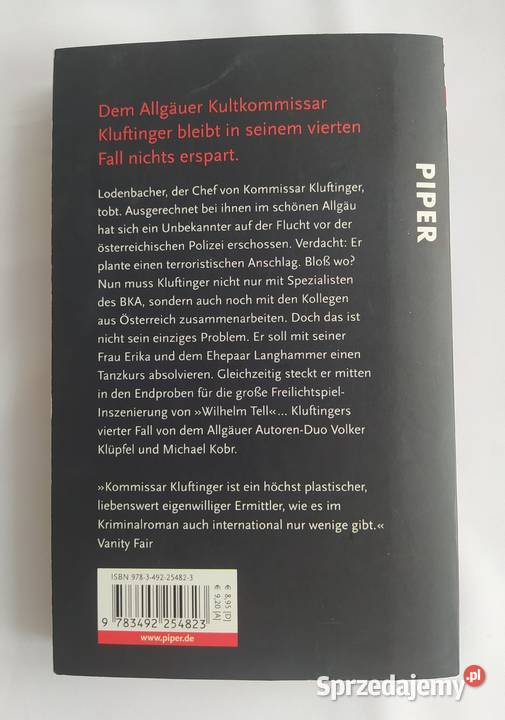 Dem Allgäuer Kultkommissar
Kluftinger bleibt in seinem vierten
Fall nichts erspart.
Lodenbacher, der Chef von Kommissar Kluftinger,
tobt. Ausgerechnet bei ihnen im schönen Allgäu
hat sich ein Unbekannter auf der Flucht vor der
österreichischen Polizei erschossen. Verdacht: Er
plante einen terroristischen Anschlag. Bloß wo?
Nun muss Kluftinger nicht nur mit Spezialisten
des BKA, sondern auch noch mit den Kollegen
aus Österreich zusammenarbeiten. Doch das ist
nicht sein einziges Problem. Er soll mit seiner
Frau Erika und dem Ehepaar Langhammer einen
Tanzkurs absolvieren. Gleichzeitig steckt er mitten
in den Endproben für die große Freilichtspiel-
Inszenierung von »Wilhelm Tell«... Kluftingers
vierter Fall von dem Allgäuer Autoren-Duo Volker
Klüpfel und Michael Kobr.
»Kommissar Kluftinger ist ein höchst plastischer,
liebenswert eigenwilliger Ermittler, wie es im
Kriminalroman auch international nur wenige gibt.«
Vanity Fair
ISBN 978-3-492-25482-3
9 783492 254823
€ 8,95 [D]
€ 9,20 [A]
www.piper.de
PIPER
Sprzedajemy.pl